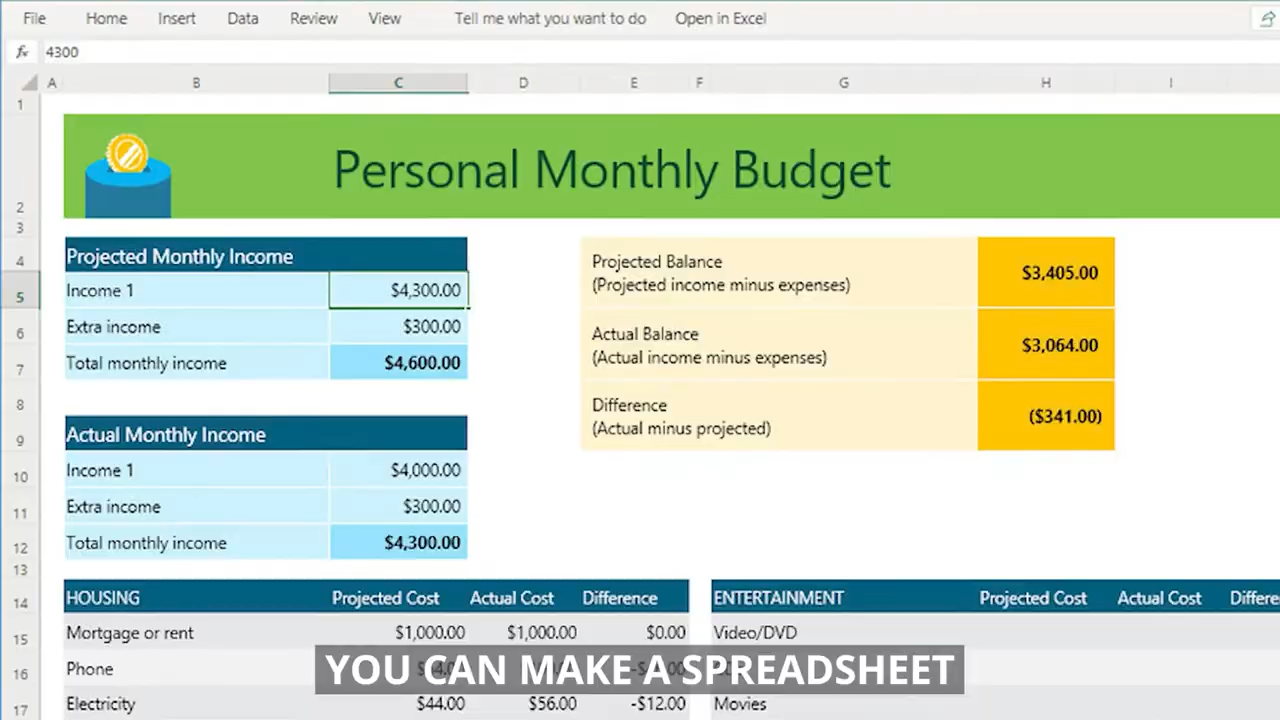 File Home Insert Data Review View Tell me what you want to do Open in Excel
fx 4300
A B C D E F G H I
1
Personal Monthly Budget
2
3
4 Projected Monthly Income
5 Income 1 $4,300.00
6 Extra income $300.00
7 Total monthly income $4,600.00
Projected Balance
(Projected income minus expenses) $3,405.00
Actual Balance
(Actual income minus expenses) $3,064.00
Difference
(Actual minus projected) ($341.00)
8
9 Actual Monthly Income
10 Income 1 $4,000.00
11 Extra income $300.00
12 Total monthly income $4,300.00
13
14 HOUSING Projected Cost Actual Cost Difference ENTERTAINMENT Projected Cost Actual Cost
15 Mortgage or rent $1,000.00 $1,000.00 $0.00 Video/DVD
16 Phone
YOU CAN MAKE A SPREADSHEET
17 Electricity $44.00 $56.00 -$12.00 Movies